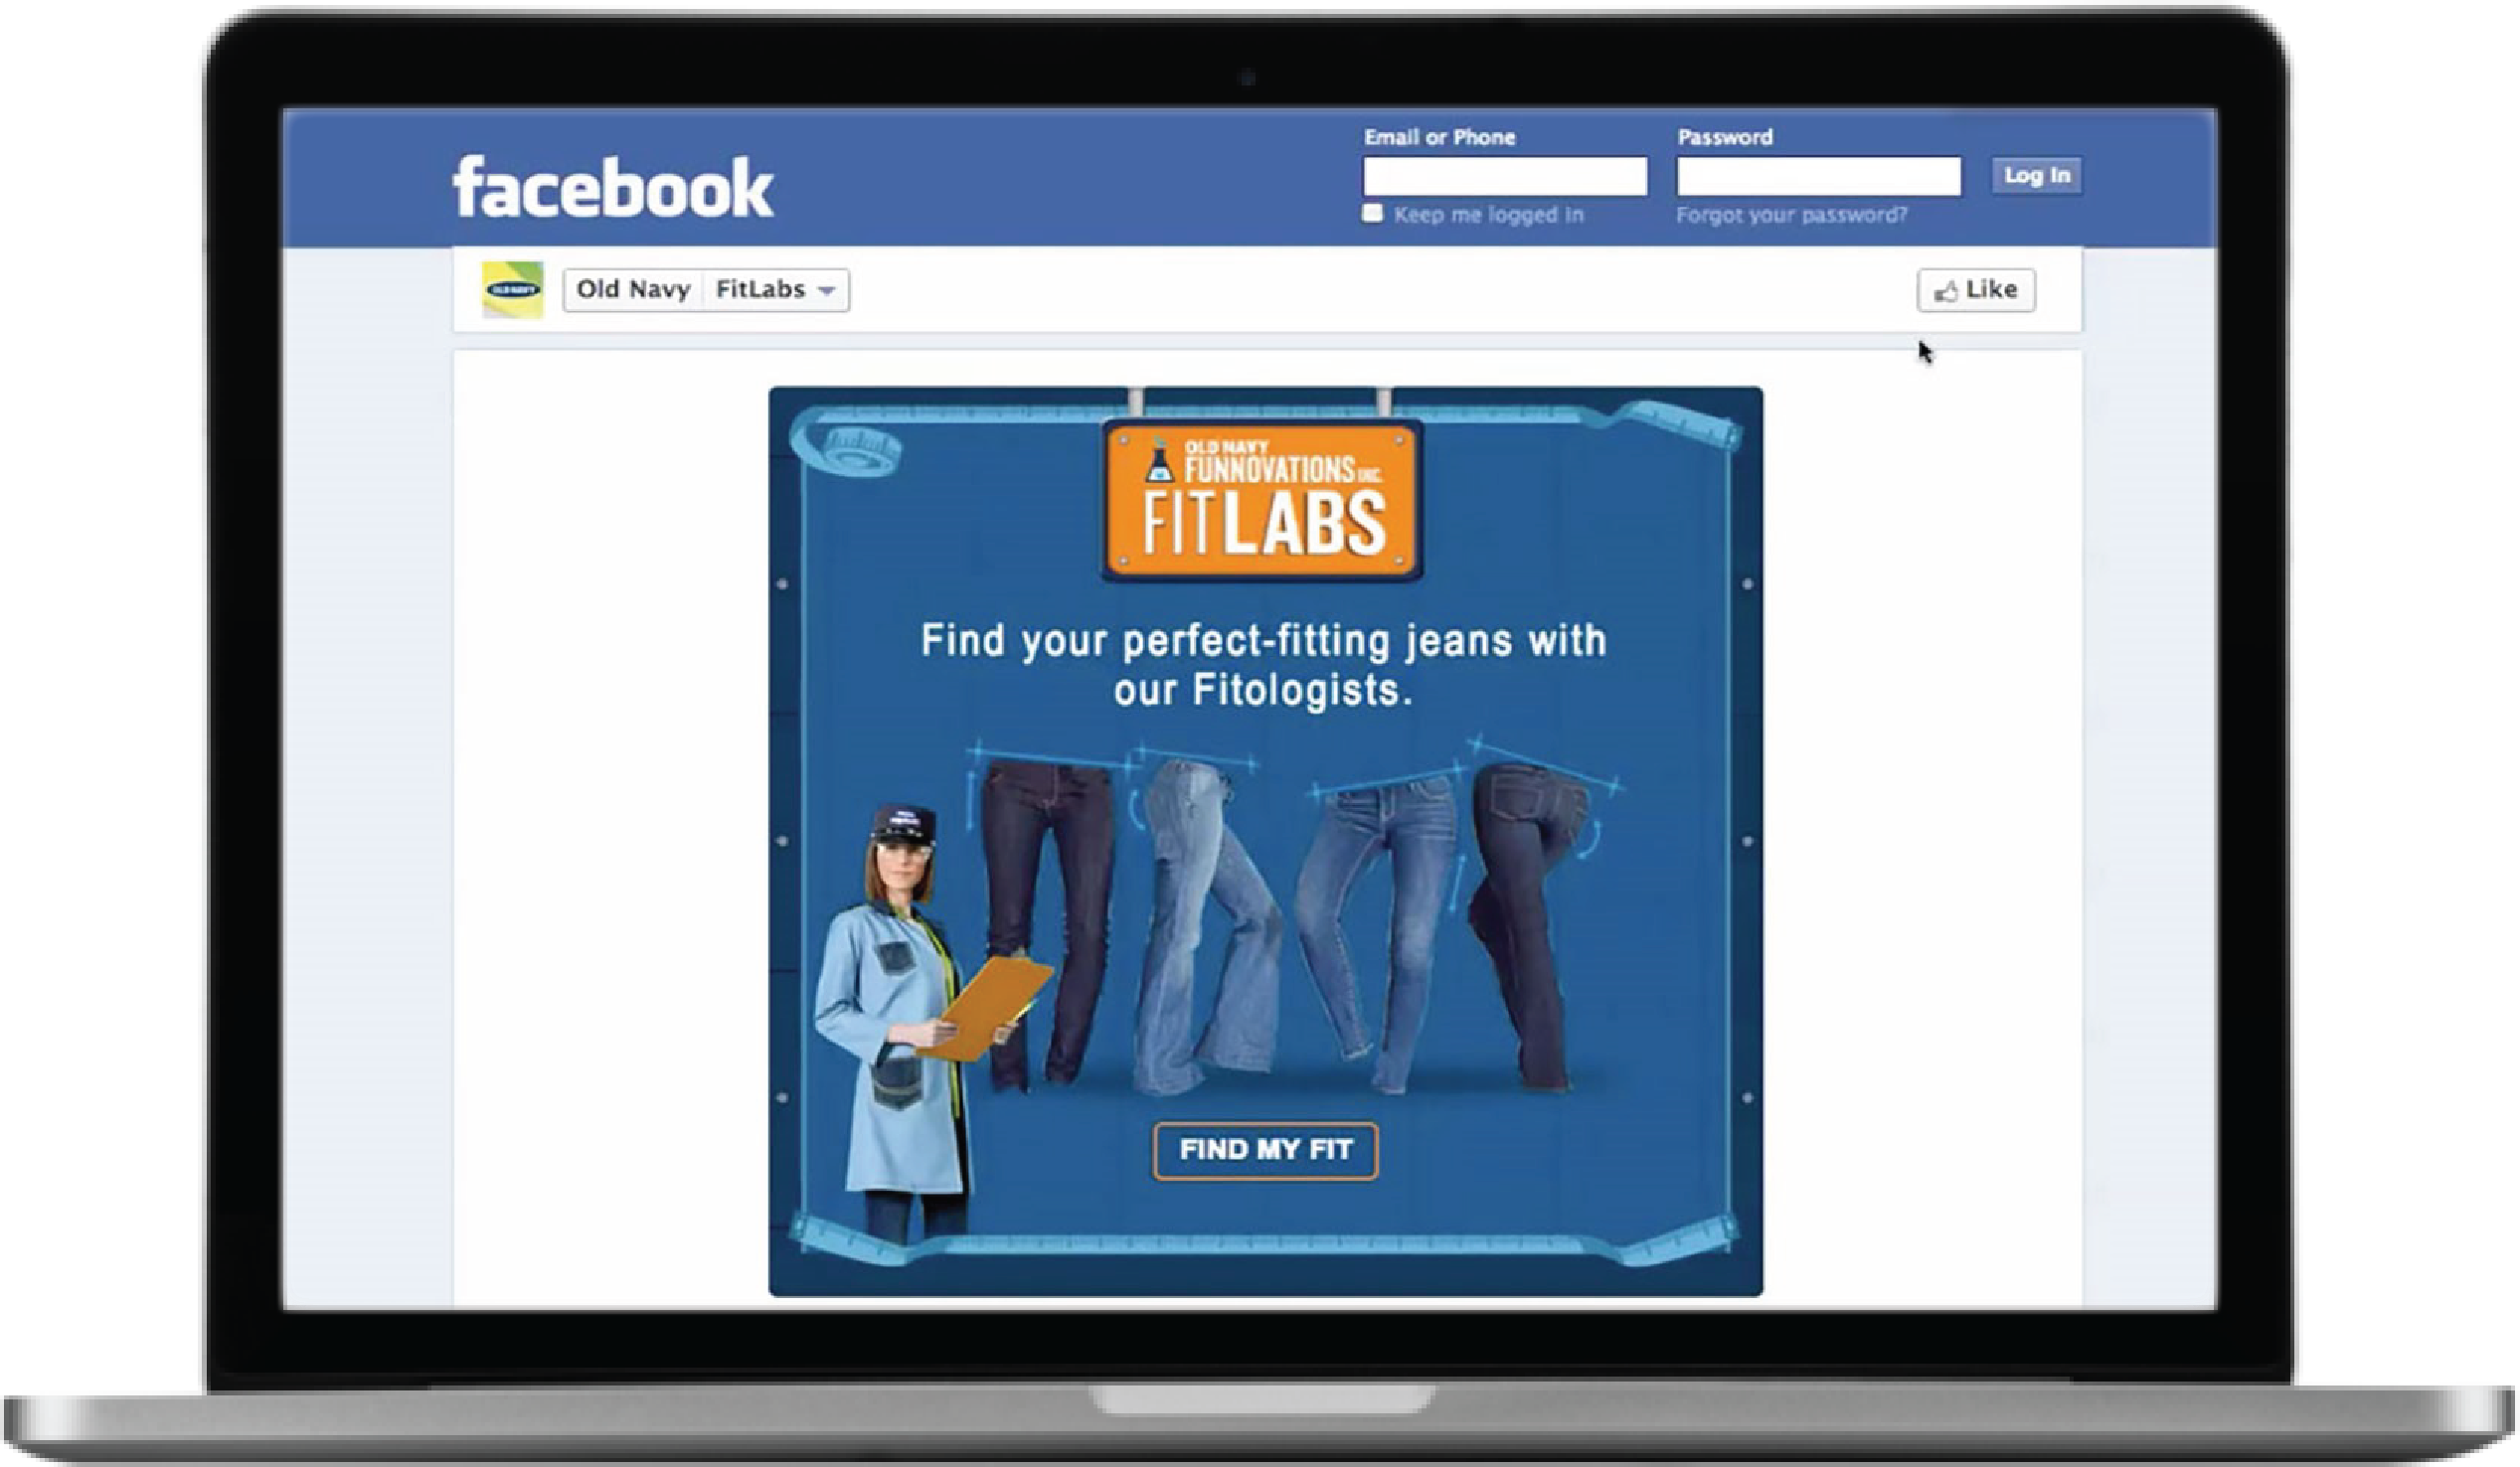 Email or Phone
Password
facebook
Log In
Keep me logged in
Forgot your password?
OLD NAVY
Old Navy FitLabs
Like
OLD NAVY
FUNNOVATIONS INC.
FITLABS
Find your perfect-fitting jeans with
our Fitologists.
FIND MY FIT